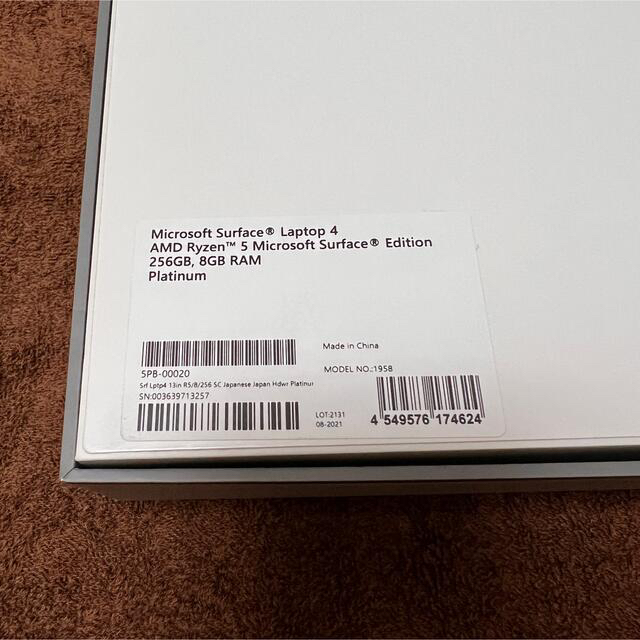 Microsoft Surface® Laptop 4
AMD Ryzen™ 5 Microsoft Surface® Edition
256GB, 8GB RAM
Platinum
5PB-00020
Srf Lptp4 13in R5/8/256 SC Japanese Japan Hdwr Platinum
SN:003639713257
Made in China
MODEL NO.:1958
LOT:2131
08-2021
4 549576 174624